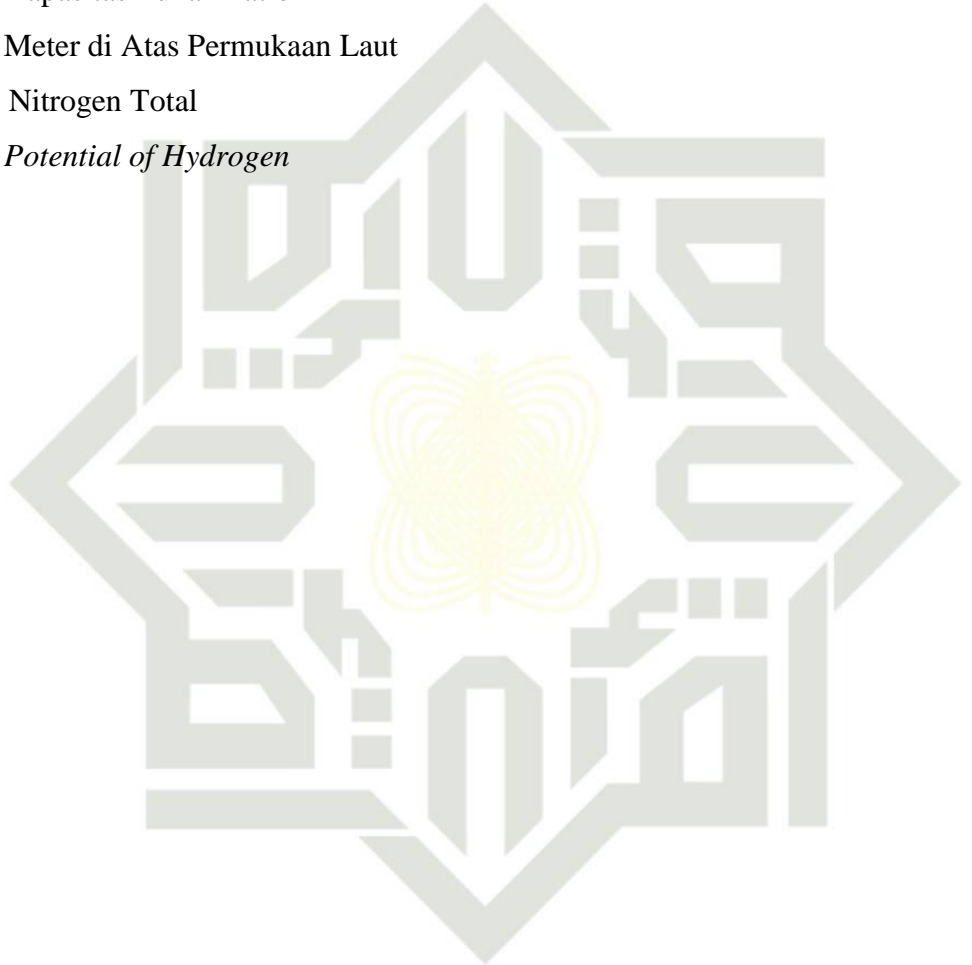 Meter di Atas Permukaan Laut
Nitrogen Total
Potential of Hydrogen